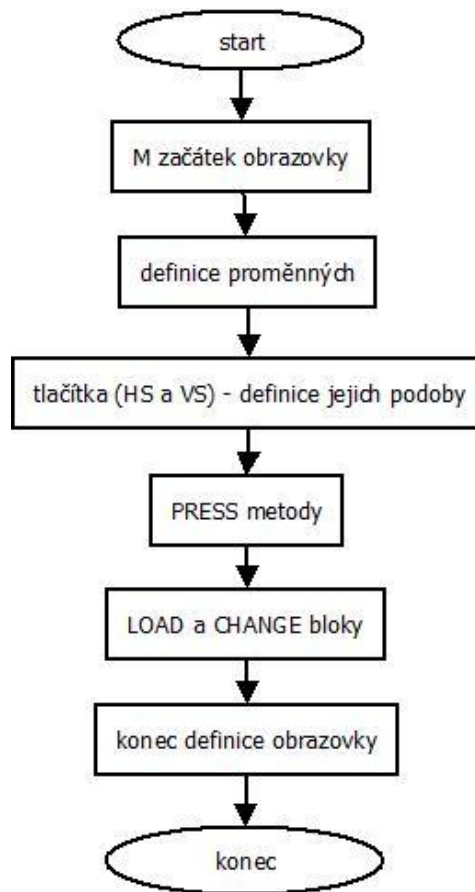 start
M začátek obrazovky
definice proměnných
tlačítka (HS a VS) - definice jejich podoby
PRESS metody
LOAD a CHANGE bloky
konec definice obrazovky
konec